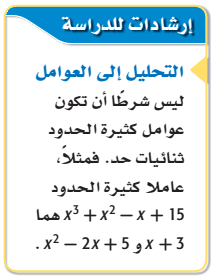 إرشادات للدراسة
التحليل إلى العوامل
ليس شرطًا أن تكون
عوامل كثيرة الحدود
ثنائيات حد. فمثلاً،
عاملا كثيرة الحدود
x³ + x² − x + 15 هما
x + 3 و x² − 2x + 5 .